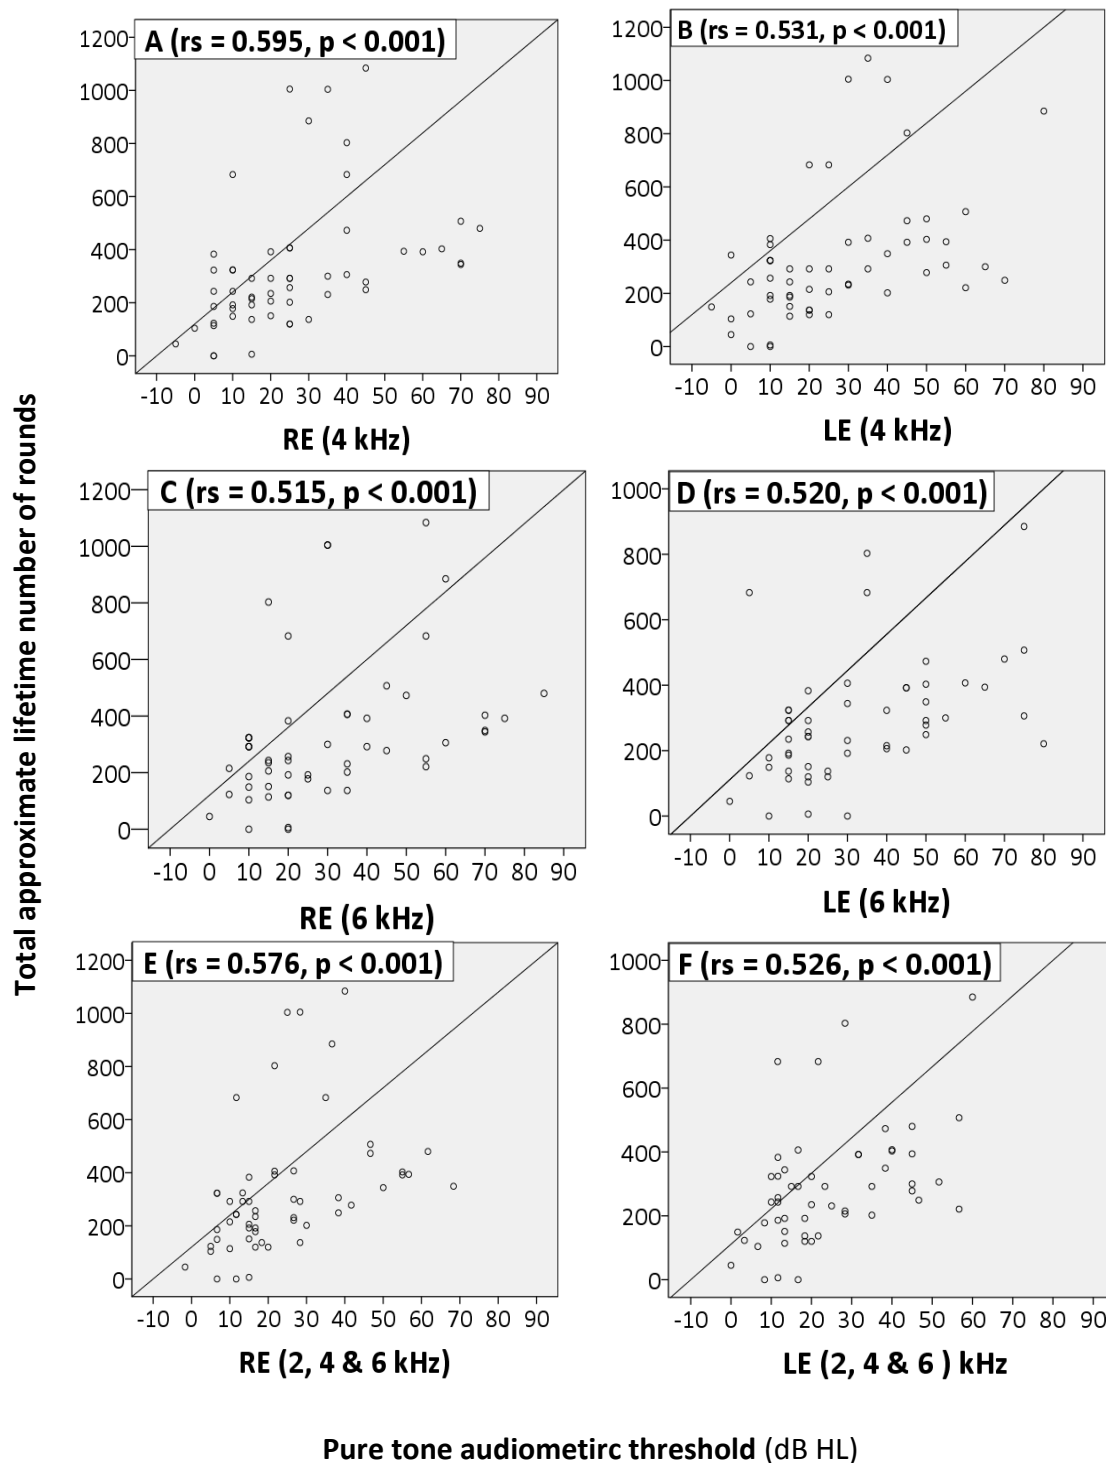 Total approximate lifetime number of rounds
A (rs = 0.595, p < 0.001)
1200
1000
800
600
400
200
0
-10 0 10 20 30 40 50 60 70 80 90
RE (4 kHz)
B (rs = 0.531, p < 0.001)
1200
1000
800
600
400
200
0
-10 0 10 20 30 40 50 60 70 80 90
LE (4 kHz)
C (rs = 0.515, p < 0.001)
1200
1000
800
600
400
200
0
-10 0 10 20 30 40 50 60 70 80 90
RE (6 kHz)
D (rs = 0.520, p < 0.001)
1000
800
600
400
200
0
-10 0 10 20 30 40 50 60 70 80 90
LE (6 kHz)
E (rs = 0.576, p < 0.001)
1200
1000
800
600
400
200
0
-10 0 10 20 30 40 50 60 70 80 90
RE (2, 4 & 6 kHz)
F (rs = 0.526, p < 0.001)
1000
800
600
400
200
0
-10 0 10 20 30 40 50 60 70 80 90
LE (2, 4 & 6 ) kHz
Pure tone audiometirc threshold (dB HL)